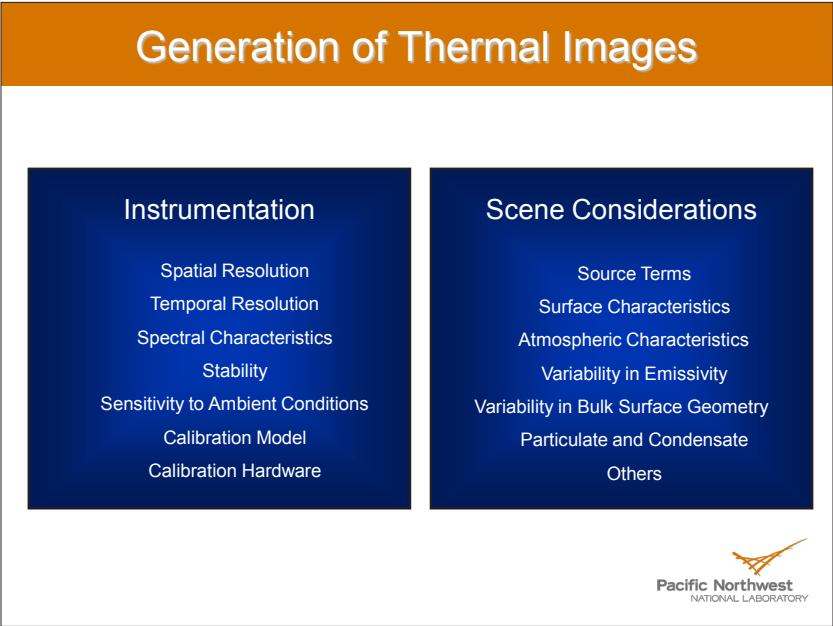 Generation of Thermal Images
Instrumentation
Spatial Resolution
Temporal Resolution
Spectral Characteristics
Stability
Sensitivity to Ambient Conditions
Calibration Model
Calibration Hardware
Scene Considerations
Source Terms
Surface Characteristics
Atmospheric Characteristics
Variability in Emissivity
Variability in Bulk Surface Geometry
Particulate and Condensate
Others
Pacific Northwest
NATIONAL LABORATORY